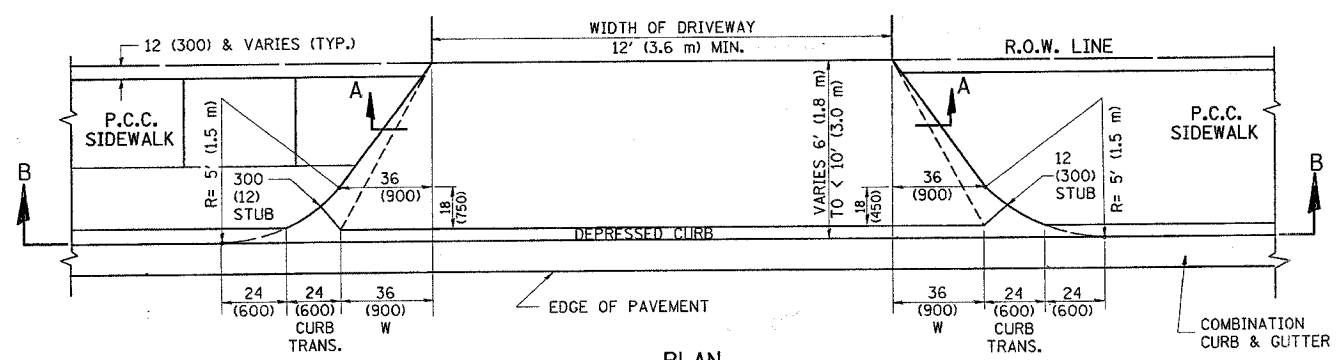 WIDTH OF DRIVEWAY
12' (3.6 m) MIN.
12 (300) & VARIES (TYP.)
R.O.W. LINE
A
A
P.C.C.
SIDEWALK
P.C.C.
SIDEWALK
R= 5' (1.5 m)
VARIES 6' (1.8 m)
TO < 10' (3.0 m)
R= 5' (1.5 m)
B
B
300
(12)
STUB
36
(900)
18
(750)
36
(900)
18
(450)
12
(300)
STUB
DEPRESSED CURB
24
(600)
24
(600)
CURB
TRANS.
36
(900)
W
EDGE OF PAVEMENT
36
(900)
W
24
(600)
CURB
TRANS.
24
(600)
COMBINATION
CURB & GUTTER
PLAN